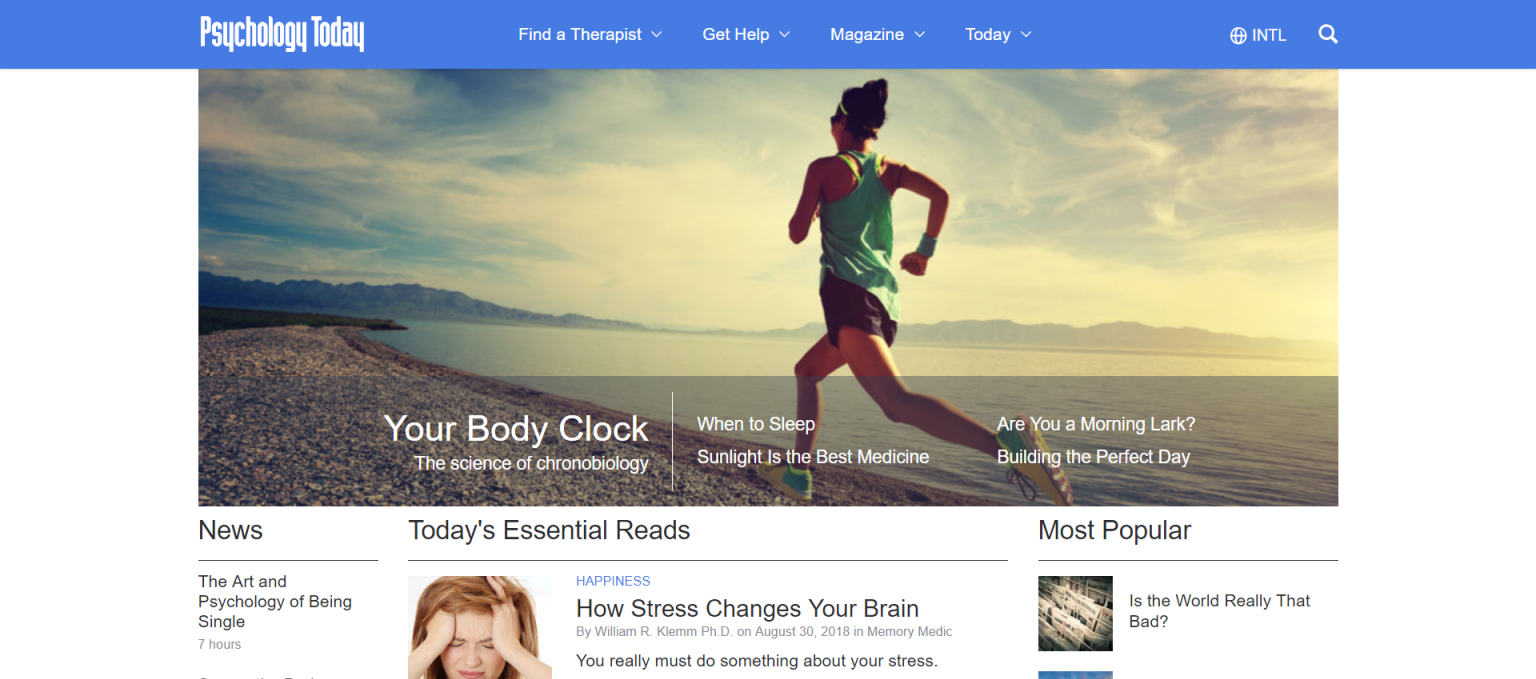 Psychology Today
Find a Therapist
Get Help
Magazine
Today
INTL
Your Body Clock
The science of chronobiology
When to Sleep
Sunlight Is the Best Medicine
Are You a Morning Lark?
Building the Perfect Day
News
The Art and
Psychology of Being
Single
7 hours
Today's Essential Reads
HAPPINESS
How Stress Changes Your Brain
By William R. Klemm Ph.D. on August 30, 2018 in Memory Medic
You really must do something about your stress.
Most Popular
Is the World Really That
Bad?